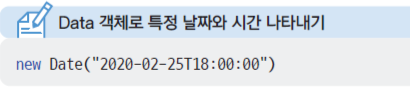 Data 객체로 특정 날짜와 시간 나타내기
new Date("2020-02-25T18:00:00")